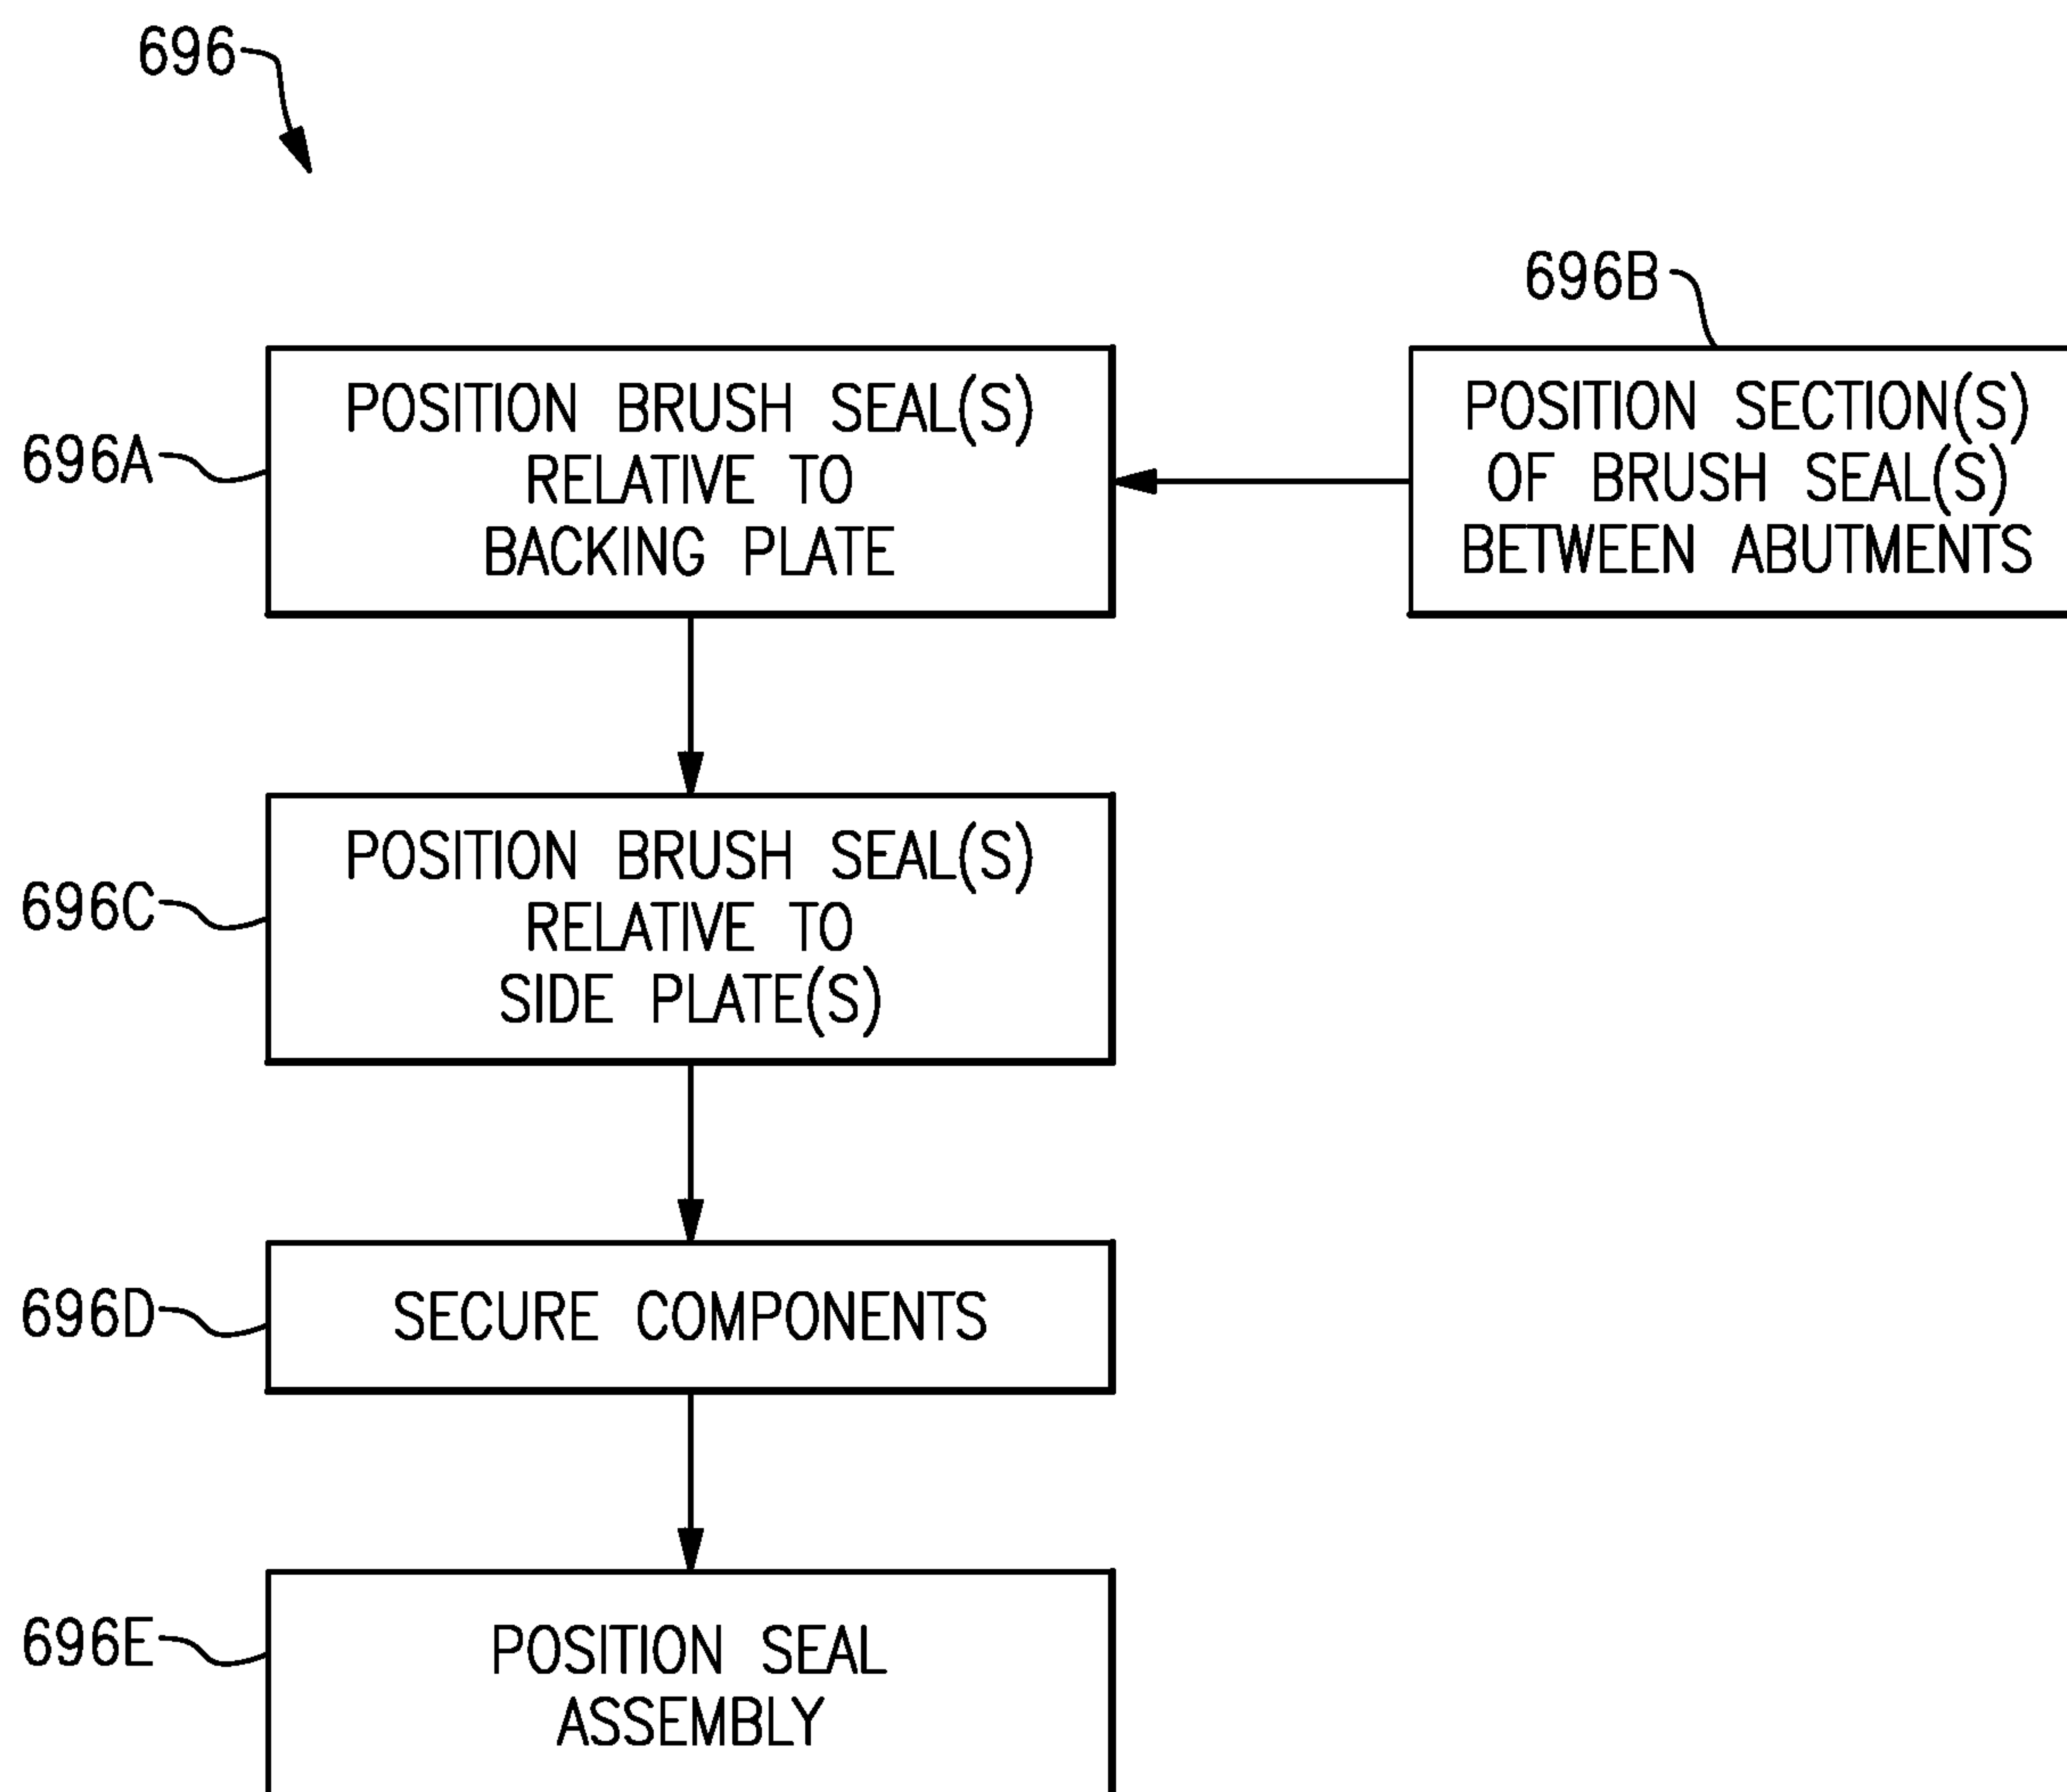 696
696B
POSITION BRUSH SEAL(S)
RELATIVE TO
BACKING PLATE
696A
POSITION SECTION(S)
OF BRUSH SEAL(S)
BETWEEN ABUTMENTS
POSITION BRUSH SEAL(S)
RELATIVE TO
SIDE PLATE(S)
696C
SECURE COMPONENTS
696D
POSITION SEAL
ASSEMBLY
696E